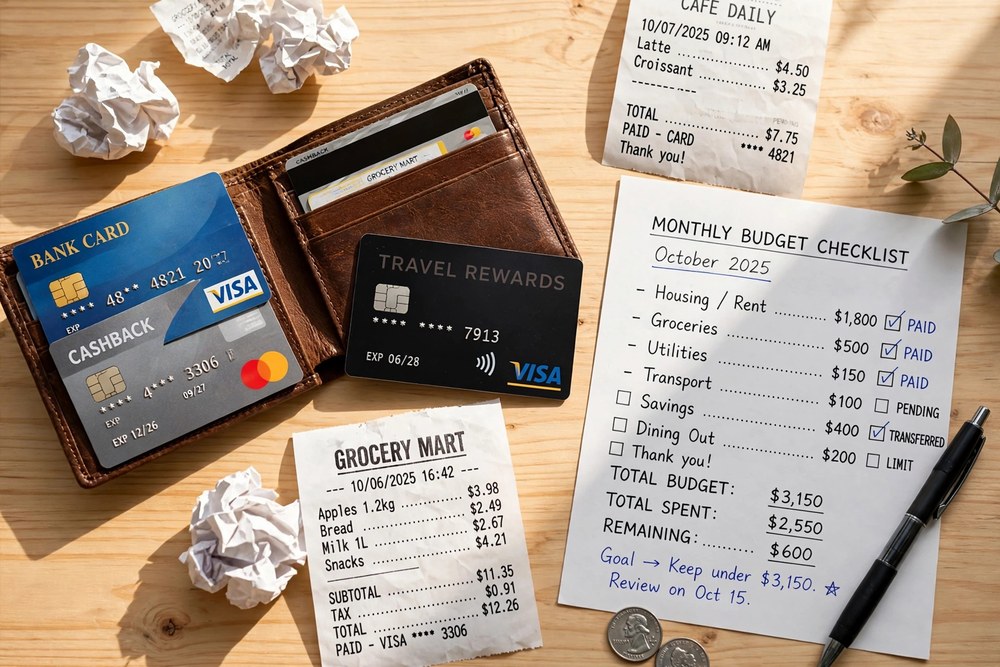 CAFE DAILY
10/07/2025 09:12 AM
Latte ........ $4.50
Croissant ........ $3.25
TOTAL ........ $7.75
PAID - CARD **** 4821
Thank you!
CASHBACK
GROCERY MART
BANK CARD
**** 48** 4821
EXP
VISA
CASHBACK
**** 4*** 3306
09/27
EXP
EXP 12/26
TRAVEL REWARDS
**** **** 7913
EXP 06/28
VISA
MONTHLY BUDGET CHECKLIST
October 2025
- Housing / Rent ........ $1,800 ☑ PAID
- Groceries ........ $500 ☑ PAID
- Utilities ........ $150 ☑ PAID
- Transport ........ $100 ☐ PENDING
☐ Savings ........ $400 ☑ TRANSFERRED
☐ Dining Out ........ $200 ☐ LIMIT
☐ Thank you!
TOTAL BUDGET: $3,150
TOTAL SPENT: $2,550
REMAINING: ........ $600
Goal → Keep under $3,150. ☆
Review on Oct 15.
GROCERY MART
--- 10/06/2025 16:42 ---
Apples 1.2kg ........ $3.98
Bread ........ $2.49
Milk 1L ........ $2.67
Snacks ........ $4.21
SUBTOTAL ........ $11.35
TAX ........ $0.91
TOTAL ........ $12.26
PAID - VISA **** 3306